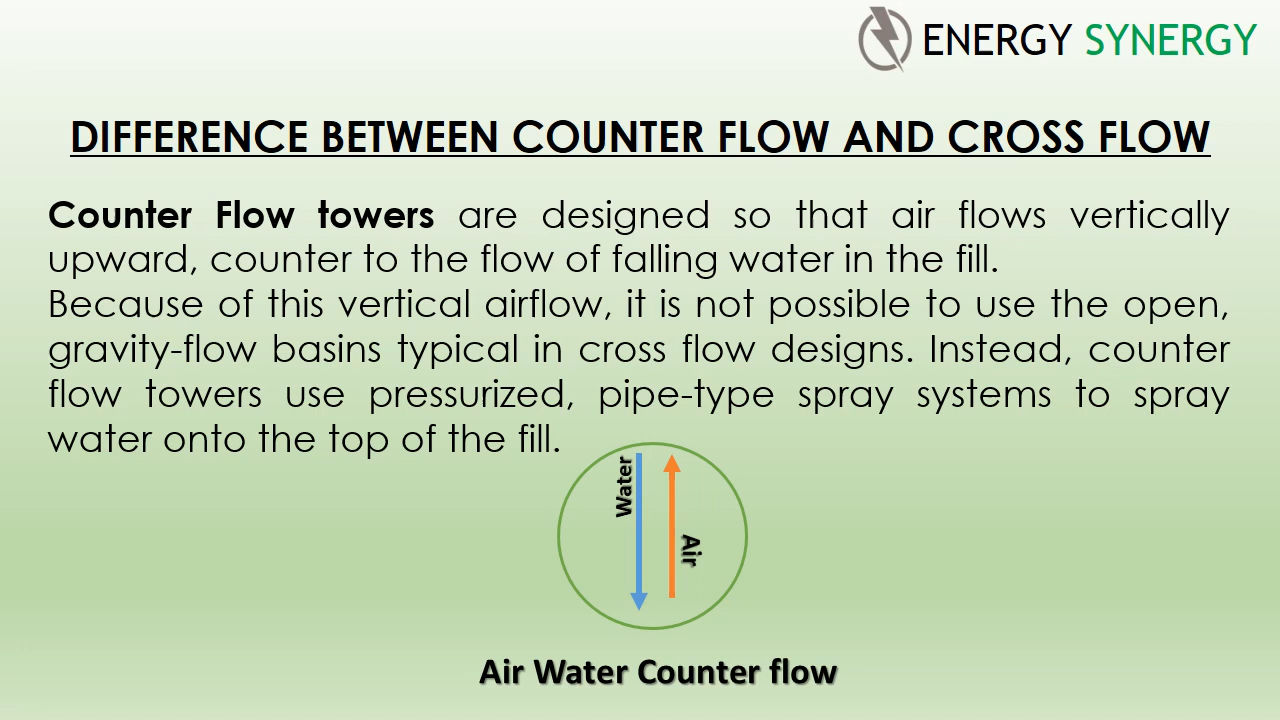 ENERGY SYNERGY
DIFFERENCE BETWEEN COUNTER FLOW AND CROSS FLOW
Counter Flow towers are designed so that air flows vertically
upward, counter to the flow of falling water in the fill.
Because of this vertical airflow, it is not possible to use the open,
gravity-flow basins typical in cross flow designs. Instead, counter
flow towers use pressurized, pipe-type spray systems to spray
water onto the top of the fill.
Water
Air
Air Water Counter flow